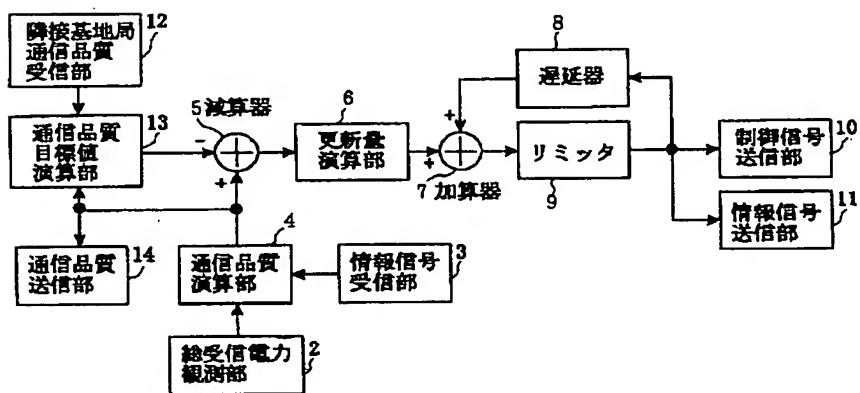 隣接基地局
通信品質
受信部
12
通信品質
目標値
演算部
13
5 減算器
-
+
6
更新量
演算部
8
遅延器
+
+
7 加算器
リミッタ
9
制御信号
送信部
10
情報信号
送信部
11
通信品質
送信部
14
4
通信品質
演算部
情報信号
受信部
3
総受信電力
観測部
2